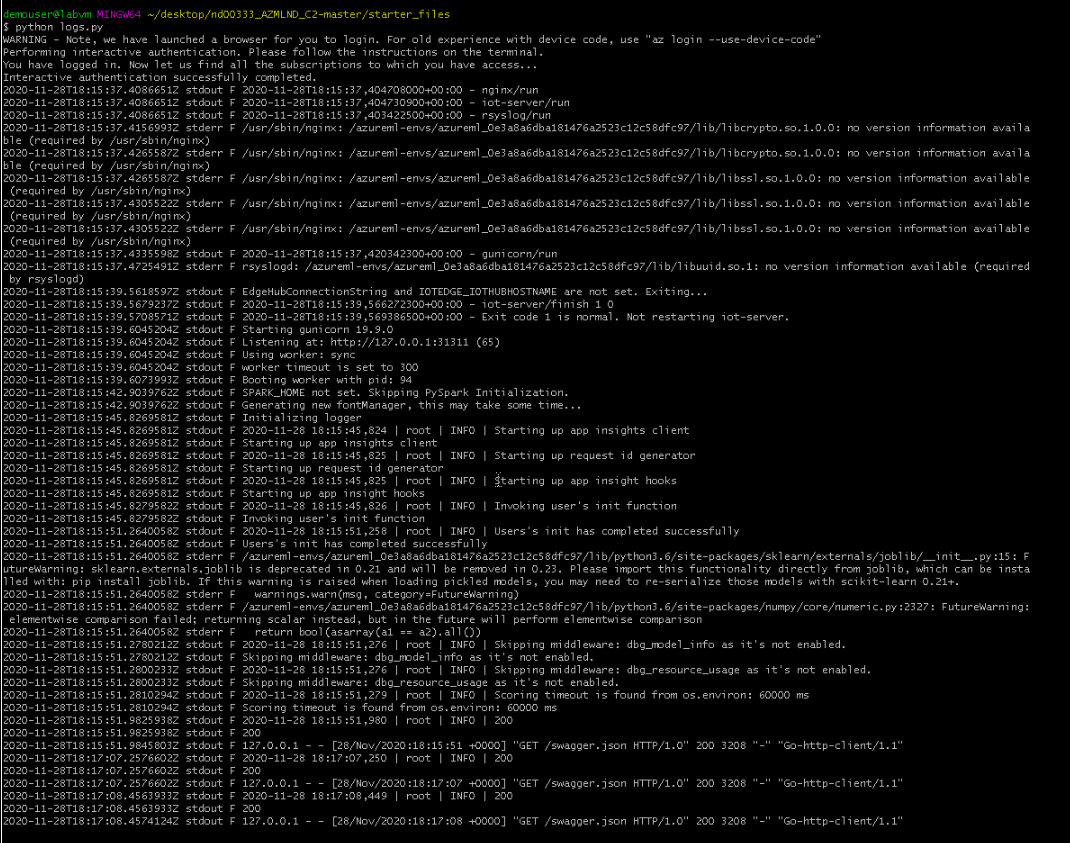 demouser@labvm MINGW64 ~/desktop/nd00333_AZMLND_C2-master/starter_files
$ python logs.py
WARNING - Note, we have launched a browser for you to login. For old experience with device code, use "az login --use-device-code"
Performing interactive authentication. Please follow the instructions on the terminal.
You have logged in. Now let us find all the subscriptions to which you have access...
Interactive authentication successfully completed.
2020-11-28T18:15:37.4086651Z stdout F 2020-11-28T18:15:37,404708000+00:00 - nginx/run
2020-11-28T18:15:37.4086651Z stdout F 2020-11-28T18:15:37,404730900+00:00 - iot-server/run
2020-11-28T18:15:37.4086651Z stdout F 2020-11-28T18:15:37,403422500+00:00 - rsyslog/run
2020-11-28T18:15:37.4156993Z stderr F /usr/sbin/nginx: /azureml-envs/azureml_0e3a8a6dba181476a2523c12c58dfc97/lib/libcrypto.so.1.0.0: no version information availa
ble (required by /usr/sbin/nginx)
2020-11-28T18:15:37.4265587Z stderr F /usr/sbin/nginx: /azureml-envs/azureml_0e3a8a6dba181476a2523c12c58dfc97/lib/libcrypto.so.1.0.0: no version information availa
ble (required by /usr/sbin/nginx)
2020-11-28T18:15:37.4265587Z stderr F /usr/sbin/nginx: /azureml-envs/azureml_0e3a8a6dba181476a2523c12c58dfc97/lib/libssl.so.1.0.0: no version information available
(required by /usr/sbin/nginx)
2020-11-28T18:15:37.4305522Z stderr F /usr/sbin/nginx: /azureml-envs/azureml_0e3a8a6dba181476a2523c12c58dfc97/lib/libssl.so.1.0.0: no version information available
(required by /usr/sbin/nginx)
2020-11-28T18:15:37.4305522Z stderr F /usr/sbin/nginx: /azureml-envs/azureml_0e3a8a6dba181476a2523c12c58dfc97/lib/libssl.so.1.0.0: no version information available
(required by /usr/sbin/nginx)
2020-11-28T18:15:37.4335598Z stdout F 2020-11-28T18:15:37,420342300+00:00 - gunicorn/run
2020-11-28T18:15:37.4725491Z stderr F rsyslogd: /azureml-envs/azureml_0e3a8a6dba181476a2523c12c58dfc97/lib/libuuid.so.1: no version information available (required
by rsyslogd)
2020-11-28T18:15:39.5618597Z stdout F EdgeHubConnectionString and IOTEDGE_IOTHUBHOSTNAME are not set. Exiting...
2020-11-28T18:15:39.5679237Z stdout F 2020-11-28T18:15:39,566272300+00:00 - iot-server/finish 1 0
2020-11-28T18:15:39.5708571Z stdout F 2020-11-28T18:15:39,569386500+00:00 - Exit code 1 is normal. Not restarting iot-server.
2020-11-28T18:15:39.6045204Z stdout F Starting gunicorn 19.9.0
2020-11-28T18:15:39.6045204Z stdout F Listening at: http://127.0.0.1:31311 (65)
2020-11-28T18:15:39.6045204Z stdout F Using worker: sync
2020-11-28T18:15:39.6045204Z stdout F worker timeout is set to 300
2020-11-28T18:15:39.6073993Z stdout F Booting worker with pid: 94
2020-11-28T18:15:42.9039762Z stdout F SPARK_HOME not set. Skipping PySpark Initialization.
2020-11-28T18:15:42.9039762Z stdout F Generating new fontManager, this may take some time...
2020-11-28T18:15:45.8269581Z stdout F Initializing logger
2020-11-28T18:15:45.8269581Z stdout F 2020-11-28 18:15:45,824 | root | INFO | Starting up app insights client
2020-11-28T18:15:45.8269581Z stdout F Starting up app insights client
2020-11-28T18:15:45.8269581Z stdout F 2020-11-28 18:15:45,825 | root | INFO | Starting up request id generator
2020-11-28T18:15:45.8269581Z stdout F Starting up request id generator
2020-11-28T18:15:45.8269581Z stdout F 2020-11-28 18:15:45,825 | root | INFO | Starting up app insight hooks
2020-11-28T18:15:45.8269581Z stdout F Starting up app insight hooks
2020-11-28T18:15:45.8279582Z stdout F 2020-11-28 18:15:45,826 | root | INFO | Invoking user's init function
2020-11-28T18:15:45.8279582Z stdout F Invoking user's init function
2020-11-28T18:15:51.2640058Z stdout F 2020-11-28 18:15:51,258 | root | INFO | Users's init has completed successfully
2020-11-28T18:15:51.2640058Z stdout F Users's init has completed successfully
2020-11-28T18:15:51.2640058Z stderr F /azureml-envs/azureml_0e3a8a6dba181476a2523c12c58dfc97/lib/python3.6/site-packages/sklearn/externals/joblib/__init__.py:15: F
utureWarning: sklearn.externals.joblib is deprecated in 0.21 and will be removed in 0.23. Please import this functionality directly from joblib, which can be insta
lled with: pip install joblib. If this warning is raised when loading pickled models, you may need to re-serialize those models with scikit-learn 0.21+.
2020-11-28T18:15:51.2640058Z stderr F   warnings.warn(msg, category=FutureWarning)
2020-11-28T18:15:51.2640058Z stderr F /azureml-envs/azureml_0e3a8a6dba181476a2523c12c58dfc97/lib/python3.6/site-packages/numpy/core/numeric.py:2327: FutureWarning:
elementwise comparison failed; returning scalar instead, but in the future will perform elementwise comparison
2020-11-28T18:15:51.2640058Z stderr F   return bool(asarray(a1 == a2).all())
2020-11-28T18:15:51.2780212Z stdout F 2020-11-28 18:15:51,276 | root | INFO | Skipping middleware: dbg_model_info as it's not enabled.
2020-11-28T18:15:51.2780212Z stdout F Skipping middleware: dbg_model_info as it's not enabled.
2020-11-28T18:15:51.2800233Z stdout F 2020-11-28 18:15:51,276 | root | INFO | Skipping middleware: dbg_resource_usage as it's not enabled.
2020-11-28T18:15:51.2800233Z stdout F Skipping middleware: dbg_resource_usage as it's not enabled.
2020-11-28T18:15:51.2810294Z stdout F 2020-11-28 18:15:51,279 | root | INFO | Scoring timeout is found from os.environ: 60000 ms
2020-11-28T18:15:51.2810294Z stdout F Scoring timeout is found from os.environ: 60000 ms
2020-11-28T18:15:51.9825938Z stdout F 2020-11-28 18:15:51,980 | root | INFO | 200
2020-11-28T18:15:51.9825938Z stdout F 200
2020-11-28T18:15:51.9845803Z stdout F 127.0.0.1 - - [28/Nov/2020:18:15:51 +0000] "GET /swagger.json HTTP/1.0" 200 3208 "-" "Go-http-client/1.1"
2020-11-28T18:17:07.2576602Z stdout F 2020-11-28 18:17:07,250 | root | INFO | 200
2020-11-28T18:17:07.2576602Z stdout F 200
2020-11-28T18:17:07.2576602Z stdout F 127.0.0.1 - - [28/Nov/2020:18:17:07 +0000] "GET /swagger.json HTTP/1.0" 200 3208 "-" "Go-http-client/1.1"
2020-11-28T18:17:08.4563933Z stdout F 2020-11-28 18:17:08,449 | root | INFO | 200
2020-11-28T18:17:08.4563933Z stdout F 200
2020-11-28T18:17:08.4574124Z stdout F 127.0.0.1 - - [28/Nov/2020:18:17:08 +0000] "GET /swagger.json HTTP/1.0" 200 3208 "-" "Go-http-client/1.1"